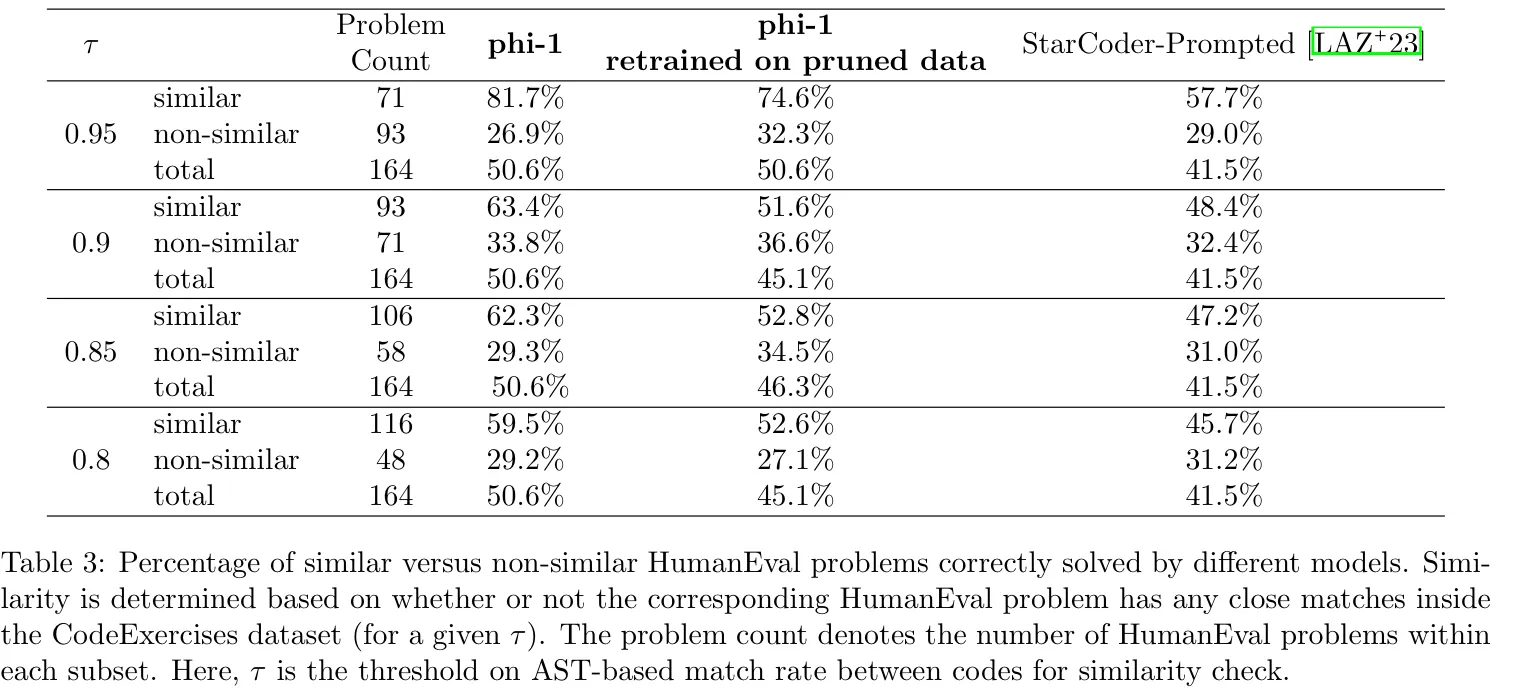 τ Problem Count phi-1 phi-1 retrained on pruned data StarCoder-Prompted [LAZ+23]
similar 71 81.7% 74.6% 57.7%
0.95 non-similar 93 26.9% 32.3% 29.0%
total 164 50.6% 50.6% 41.5%
similar 93 63.4% 51.6% 48.4%
0.9 non-similar 71 33.8% 36.6% 32.4%
total 164 50.6% 45.1% 41.5%
similar 106 62.3% 52.8% 47.2%
0.85 non-similar 58 29.3% 34.5% 31.0%
total 164 50.6% 46.3% 41.5%
similar 116 59.5% 52.6% 45.7%
0.8 non-similar 48 29.2% 27.1% 31.2%
total 164 50.6% 45.1% 41.5%
Table 3: Percentage of similar versus non-similar HumanEval problems correctly solved by different models. Simi-
larity is determined based on whether or not the corresponding HumanEval problem has any close matches inside
the CodeExercises dataset (for a given τ). The problem count denotes the number of HumanEval problems within
each subset. Here, τ is the threshold on AST-based match rate between codes for similarity check.